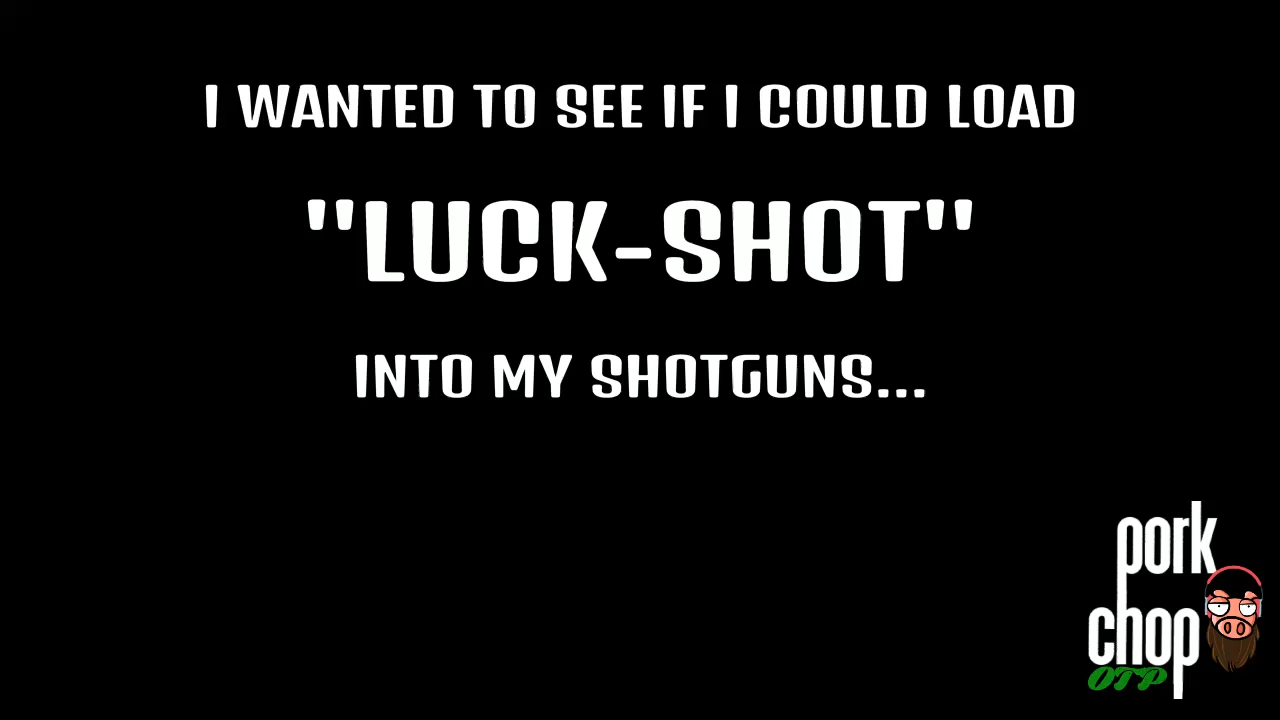 I WANTED TO SEE IF I COULD LOAD
"LUCK-SHOT"
INTO MY SHOTGUNS...
pork
chop
OTP